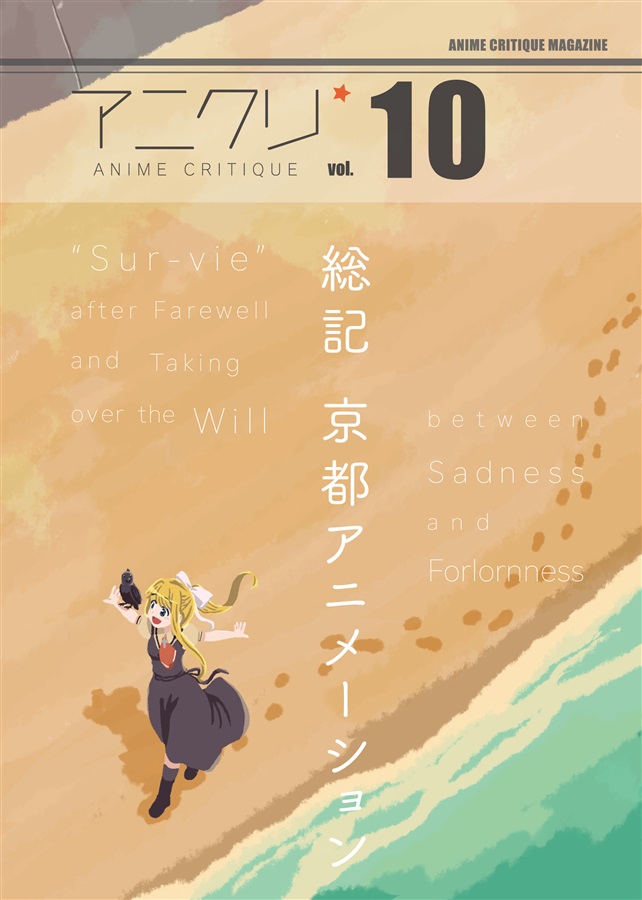 ANIME CRITIQUE MAGAZINE
アニクリ
ANIME CRITIQUE
vol. 10
“Sur-vie”
after Farewell
and Taking
over the Will
総記 京都アニメーション
between
Sadness
and
Forlornness